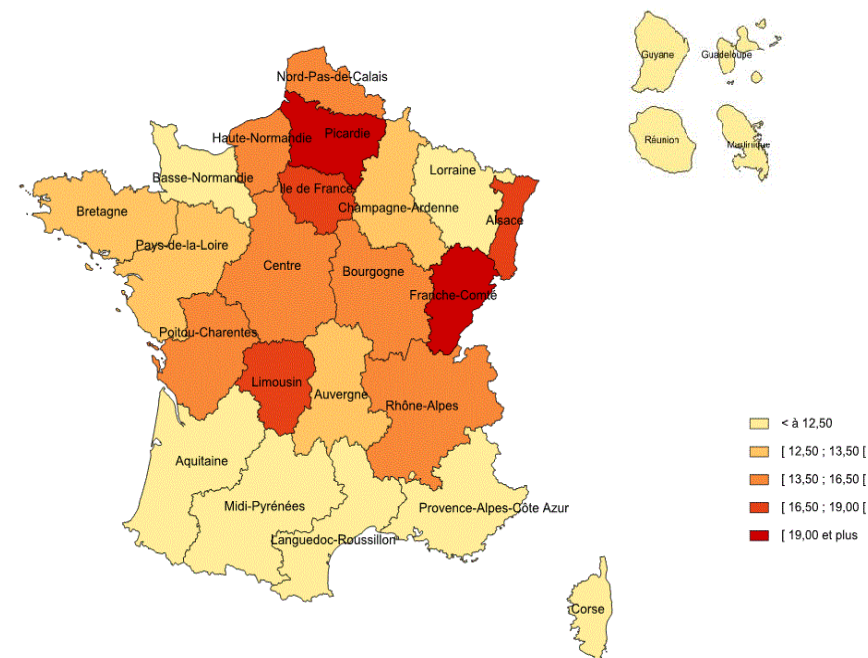 Guyane
Guadeloupe
Nord-Pas-de-Calais
Haute-Normandie
Picardie
Réunion
Martinique
Basse-Normandie
Lorraine
Ile de France
Champagne-Ardenne
Alsace
Bretagne
Pays-de-la-Loire
Centre
Bourgogne
Franche-Comté
Poitou-Charentes
Limousin
Auvergne
Rhône-Alpes
Aquitaine
Midi-Pyrénées
Provence-Alpes-Côte Azur
Languedoc-Roussillon
Corse
< à 12,50
[ 12,50 ; 13,50 [
[ 13,50 ; 16,50 [
[ 16,50 ; 19,00 [
[ 19,00 et plus